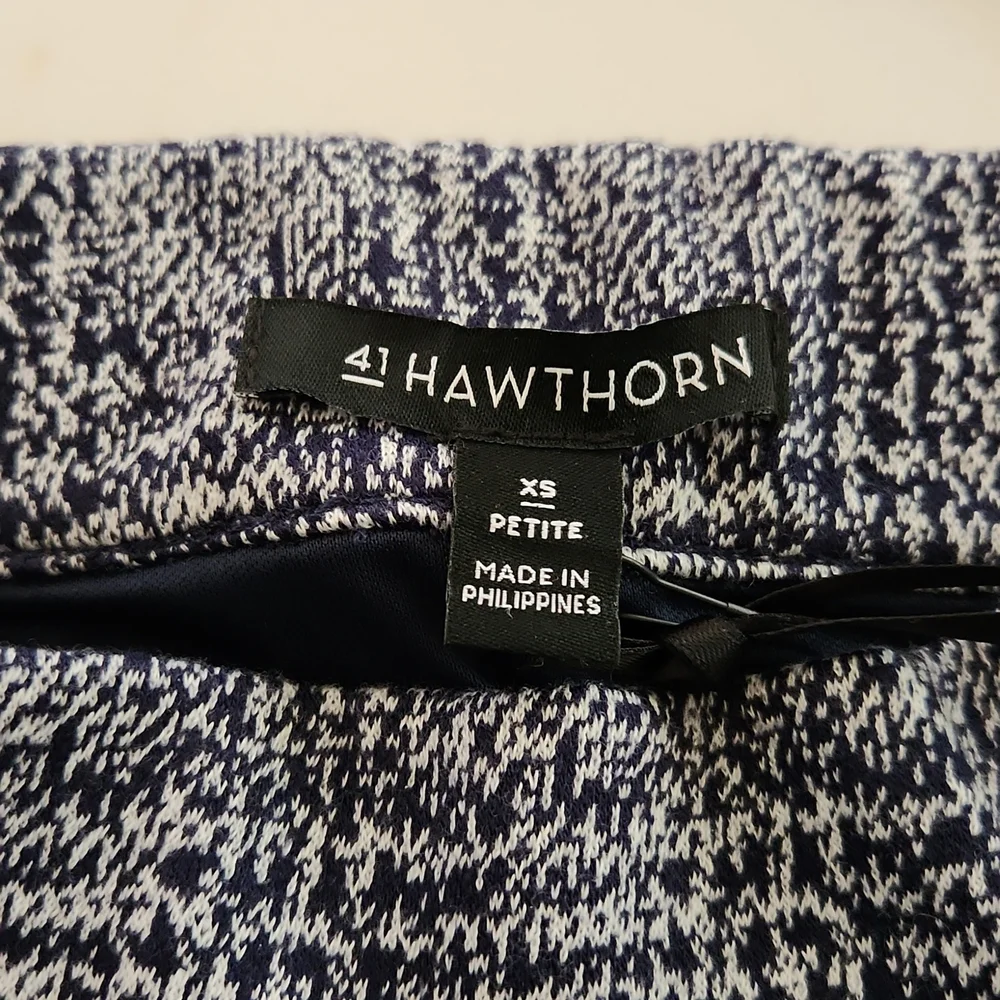 41 HAWTHORN
XS
PETITE
MADE IN
PHILIPPINES